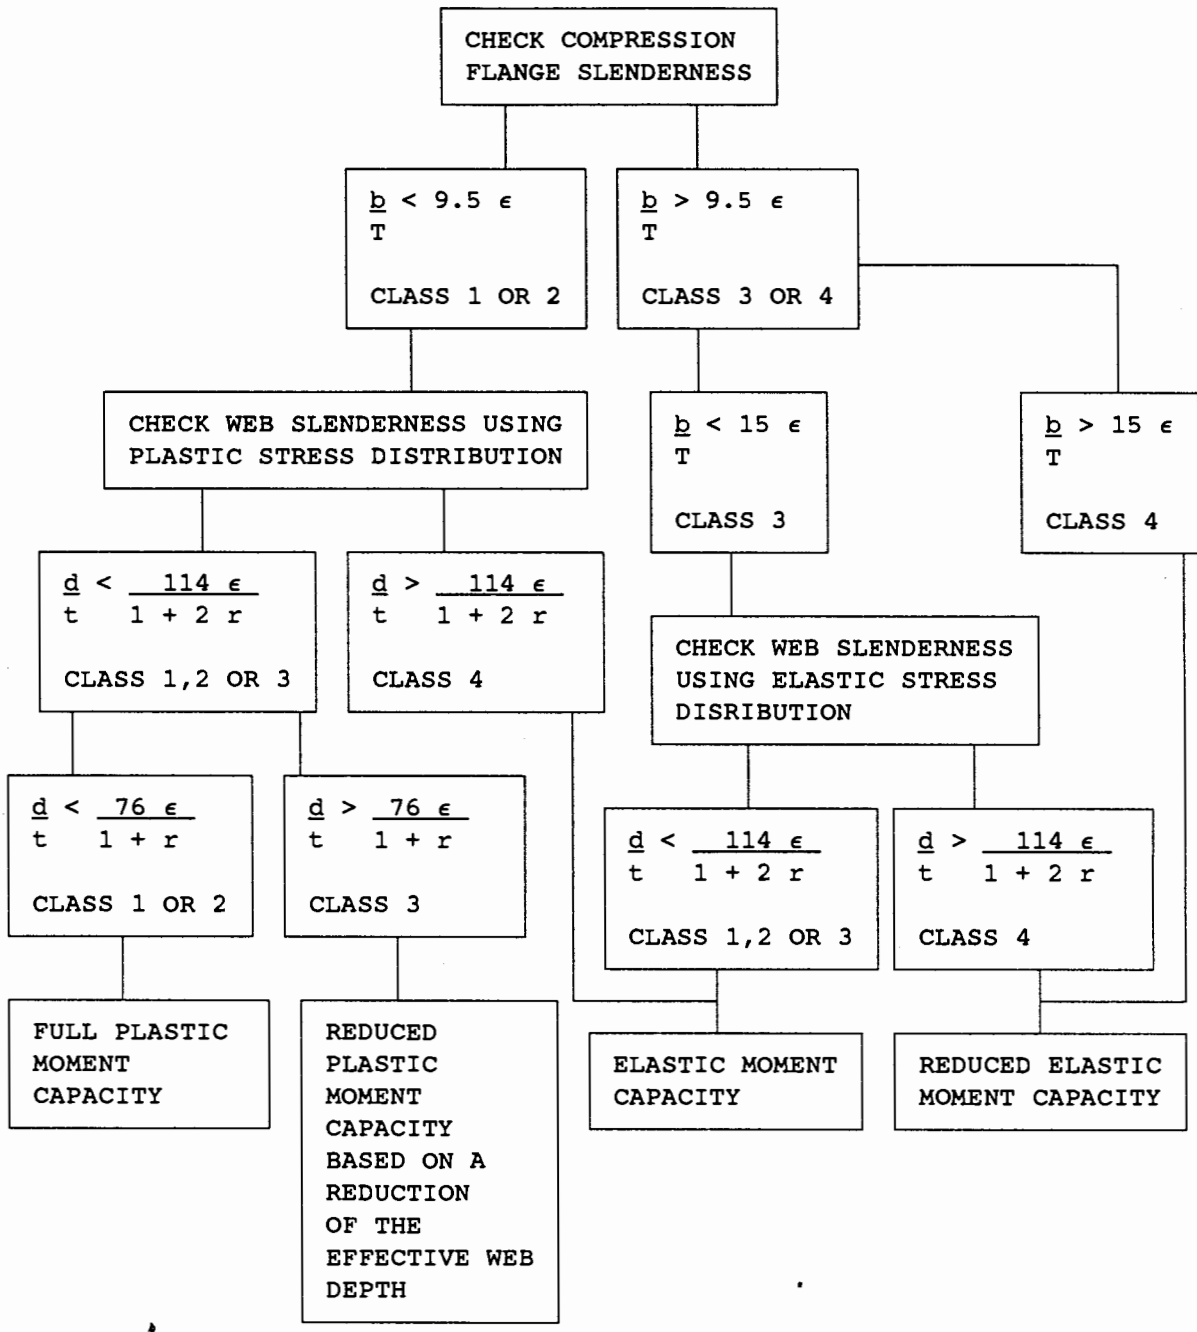 CHECK COMPRESSION
FLANGE SLENDERNESS
b < 9.5 ϵ
T
CLASS 1 OR 2
b > 9.5 ϵ
T
CLASS 3 OR 4
CHECK WEB SLENDERNESS USING
PLASTIC STRESS DISTRIBUTION
b < 15 ϵ
T
CLASS 3
b > 15 ϵ
T
CLASS 4
d < 114 ϵ
t 1 + 2 r
CLASS 1,2 OR 3
d > 114 ϵ
t 1 + 2 r
CLASS 4
CHECK WEB SLENDERNESS
USING ELASTIC STRESS
DISRIBUTION
d < 76 ϵ
t 1 + r
CLASS 1 OR 2
d > 76 ϵ
t 1 + r
CLASS 3
d < 114 ϵ
t 1 + 2 r
CLASS 1,2 OR 3
d > 114 ϵ
t 1 + 2 r
CLASS 4
FULL PLASTIC
MOMENT
CAPACITY
REDUCED
PLASTIC
MOMENT
CAPACITY
BASED ON A
REDUCTION
OF THE
EFFECTIVE WEB
DEPTH
ELASTIC MOMENT
CAPACITY
REDUCED ELASTIC
MOMENT CAPACITY